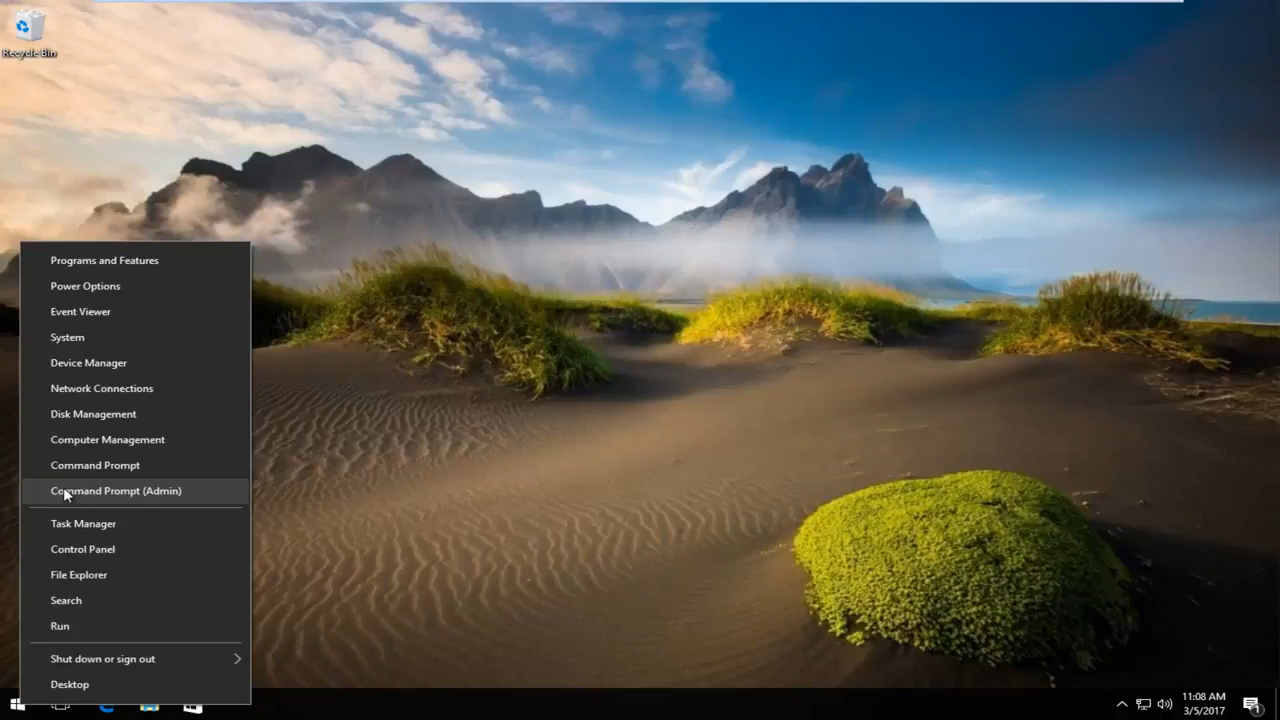 Recycle Bin
Programs and Features
Power Options
Event Viewer
System
Device Manager
Network Connections
Disk Management
Computer Management
Command Prompt
Command Prompt (Admin)
Task Manager
Control Panel
File Explorer
Search
Run
Shut down or sign out
Desktop
11:08 AM
3/5/2017
1